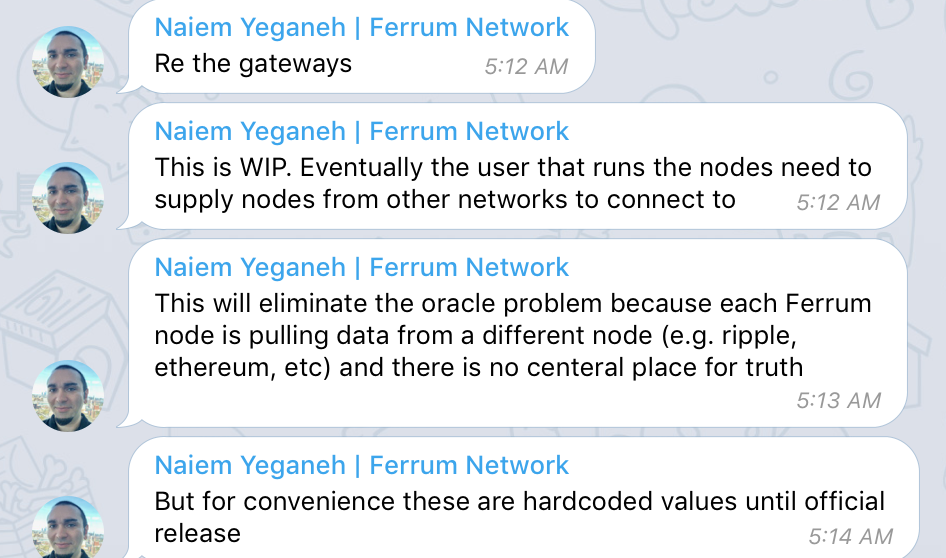 Naiem Yeganeh | Ferrum Network
Re the gateways
5:12 AM
Naiem Yeganeh | Ferrum Network
This is WIP. Eventually the user that runs the nodes need to
supply nodes from other networks to connect to
5:12 AM
Naiem Yeganeh | Ferrum Network
This will eliminate the oracle problem because each Ferrum
node is pulling data from a different node (e.g. ripple,
ethereum, etc) and there is no centeral place for truth
5:13 AM
Naiem Yeganeh | Ferrum Network
But for convenience these are hardcoded values until official
release
5:14 AM